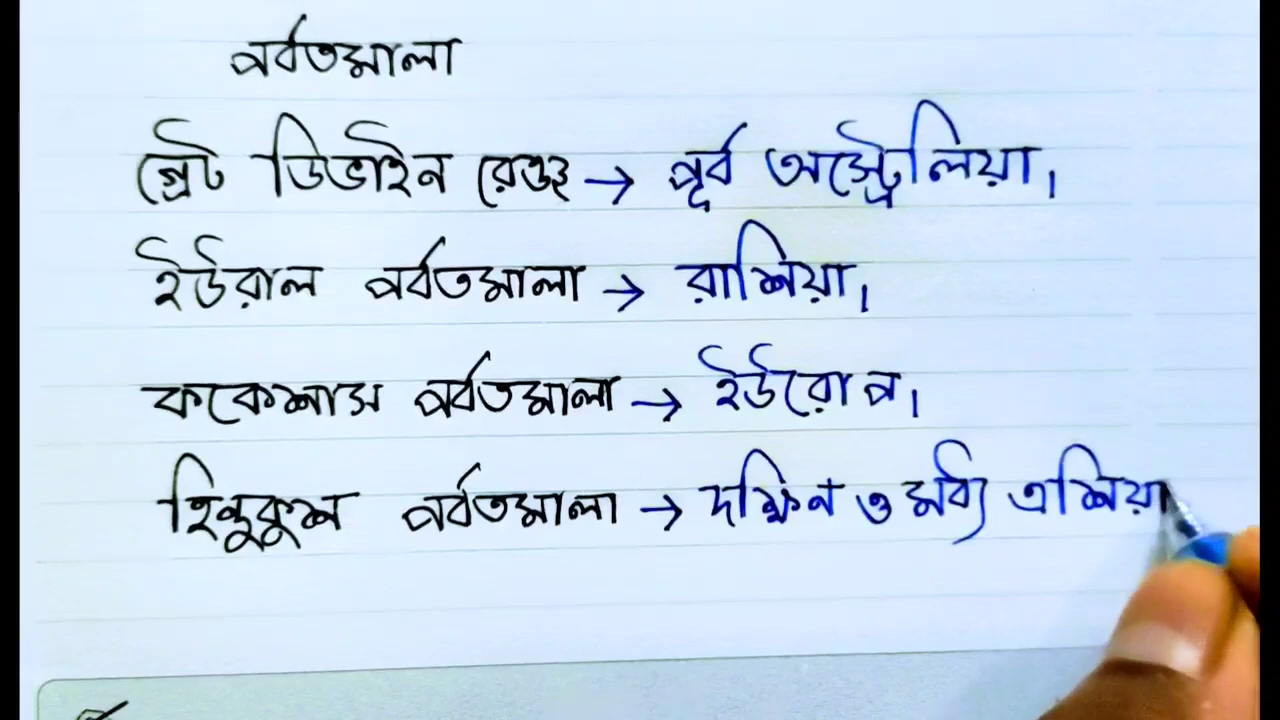 পর্বতমালা
গ্রেট ডিভাইন রেঞ্জ → পূর্ব অস্ট্রেলিয়া।
ইউরাল পর্বতমালা → রাশিয়া।
ককেশাস পর্বতমালা → ইউরোপ।
হিন্দুকুশ পর্বতমালা → দক্ষিন ও মধ্য এশিয়া